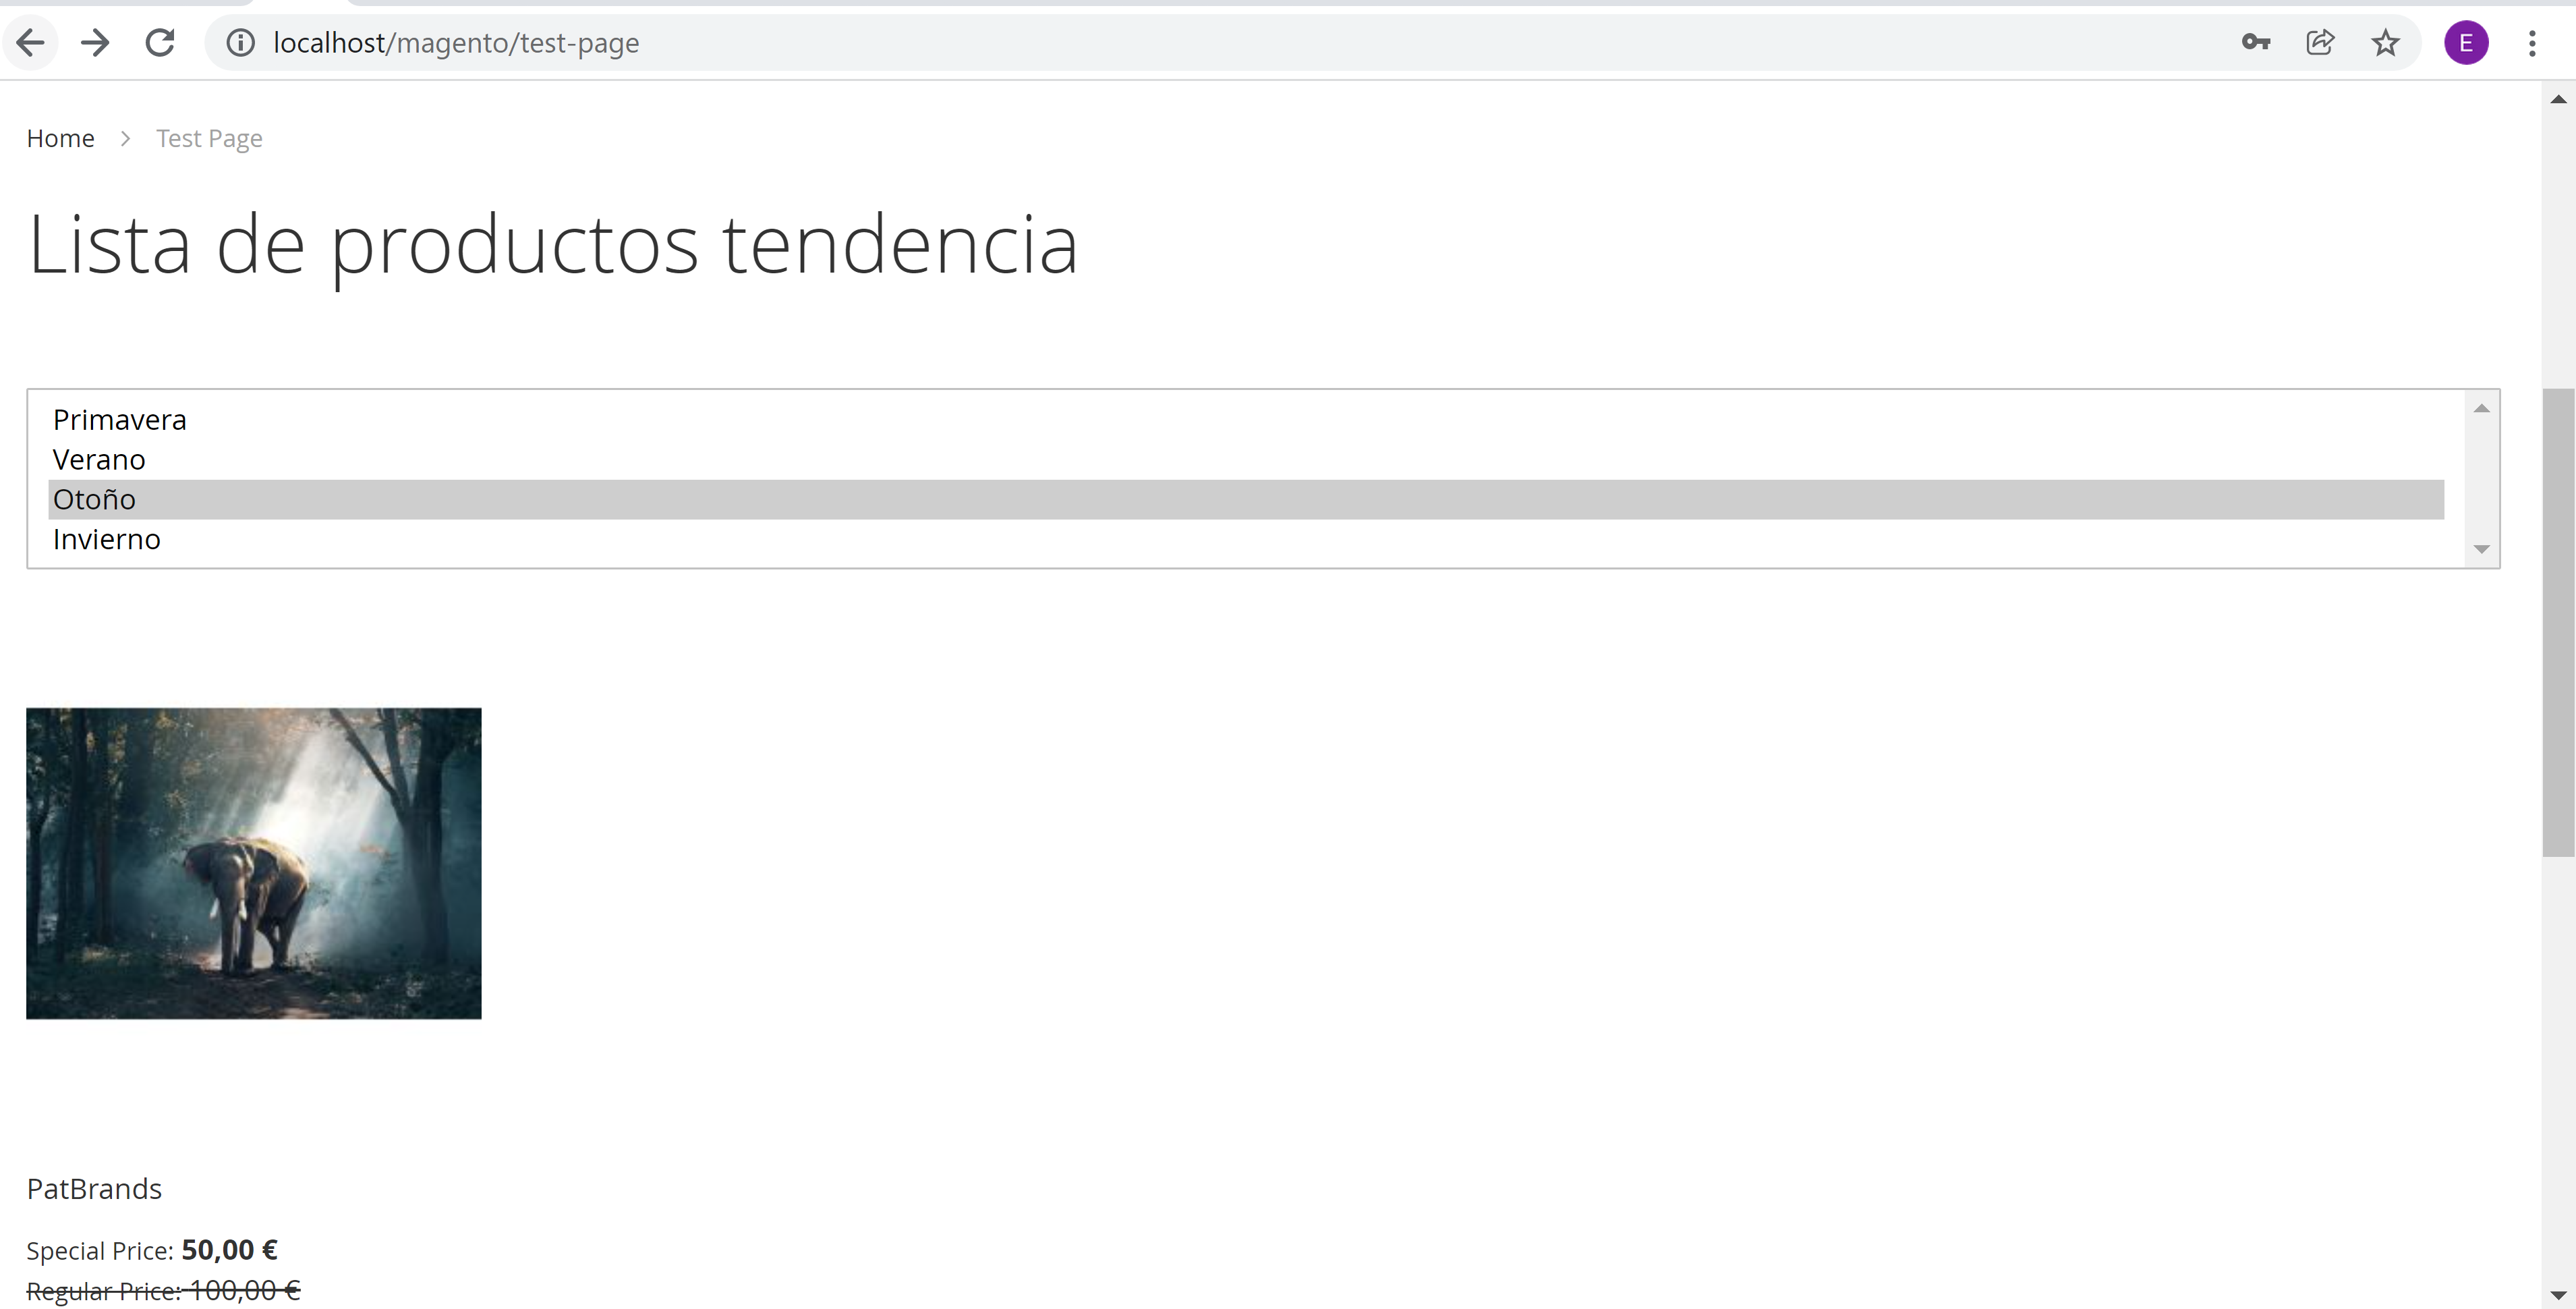 localhost/magento/test-page
E
Home > Test Page
Lista de productos tendencia
Primavera
Verano
Otoño
Invierno
PatBrands
Special Price: 50,00 €
Regular Price: 100,00 €